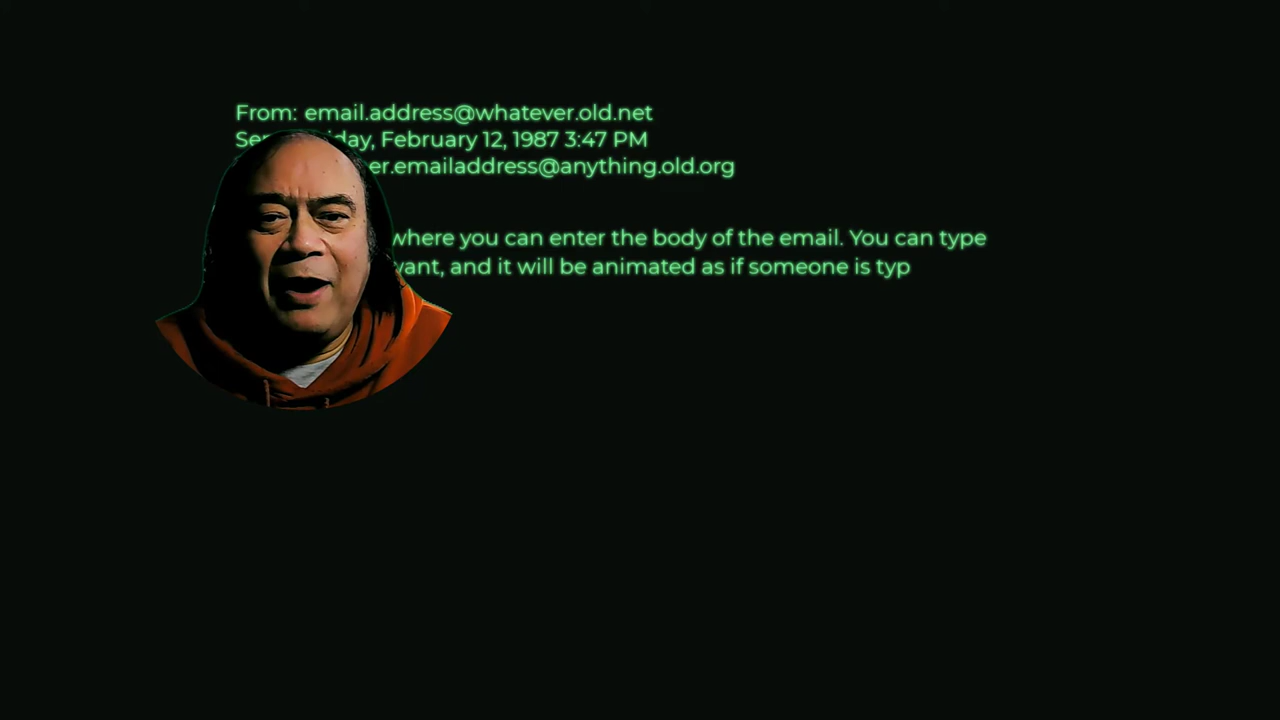 From: email.address@whatever.old.net
day, February 12, 1987 3:47 PM
er.emailaddress@anything.old.org
where you can enter the body of the email. You can type
want, and it will be animated as if someone is typ